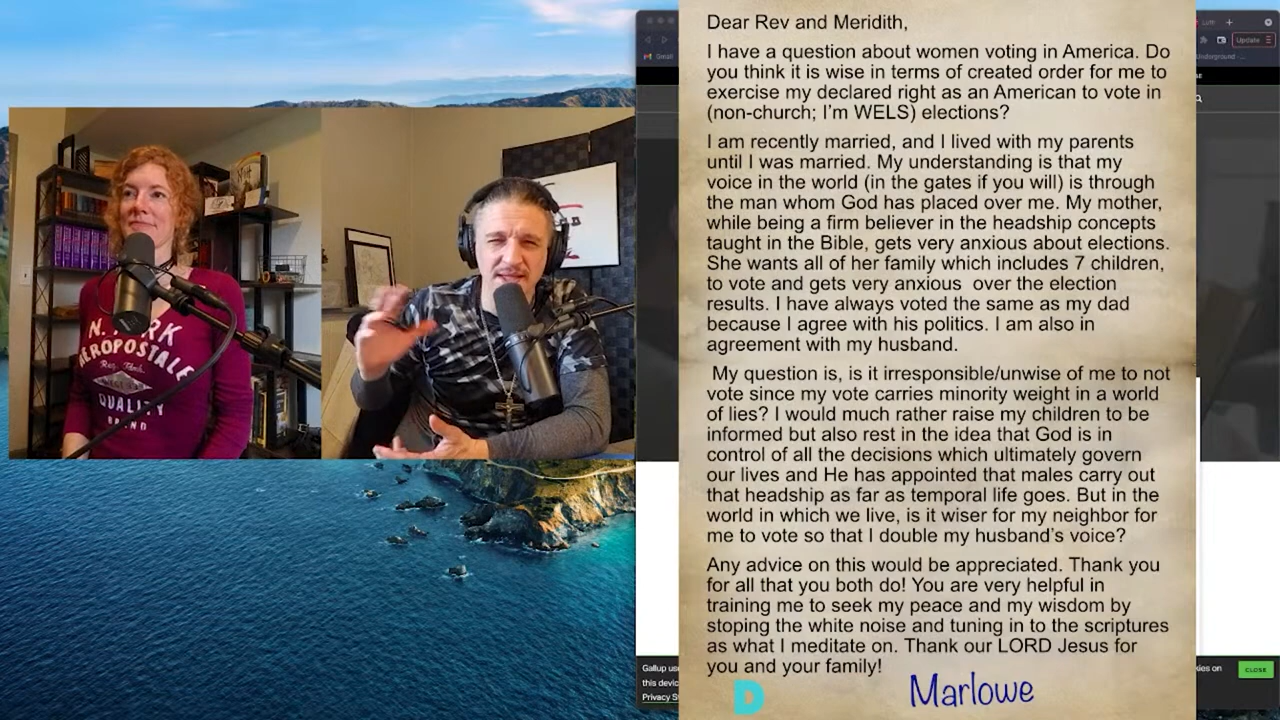 Dear Rev and Meridith,
I have a question about women voting in America. Do
you think it is wise in terms of created order for me to
exercise my declared right as an American to vote in
(non-church; I'm WELS) elections?
I am recently married, and I lived with my parents
until I was married. My understanding is that my
voice in the world (in the gates if you will) is through
the man whom God has placed over me. My mother,
while being a firm believer in the headship concepts
taught in the Bible, gets very anxious about elections.
She wants all of her family which includes 7 children,
to vote and gets very anxious over the election
results. I have always voted the same as my dad
because I agree with his politics. I am also in
agreement with my husband.
My question is, is it irresponsible/unwise of me to not
vote since my vote carries minority weight in a world
of lies? I would much rather raise my children to be
informed but also rest in the idea that God is in
control of all the decisions which ultimately govern
our lives and He has appointed that males carry out
that headship as far as temporal life goes. But in the
world in which we live, is it wiser for my neighbor for
me to vote so that I double my husband's voice?
Any advice on this would be appreciated. Thank you
for all that you both do! You are very helpful in
training me to seek my peace and my wisdom by
stoping the white noise and tuning in to the scriptures
as what I meditate on. Thank our LORD Jesus for
you and your family!
Marlowe
D
N. YORK
AEROPOSTALE
QUALITY
BRAND
Gmail
Update
Gallup
this
Privacy
on
CLOSE